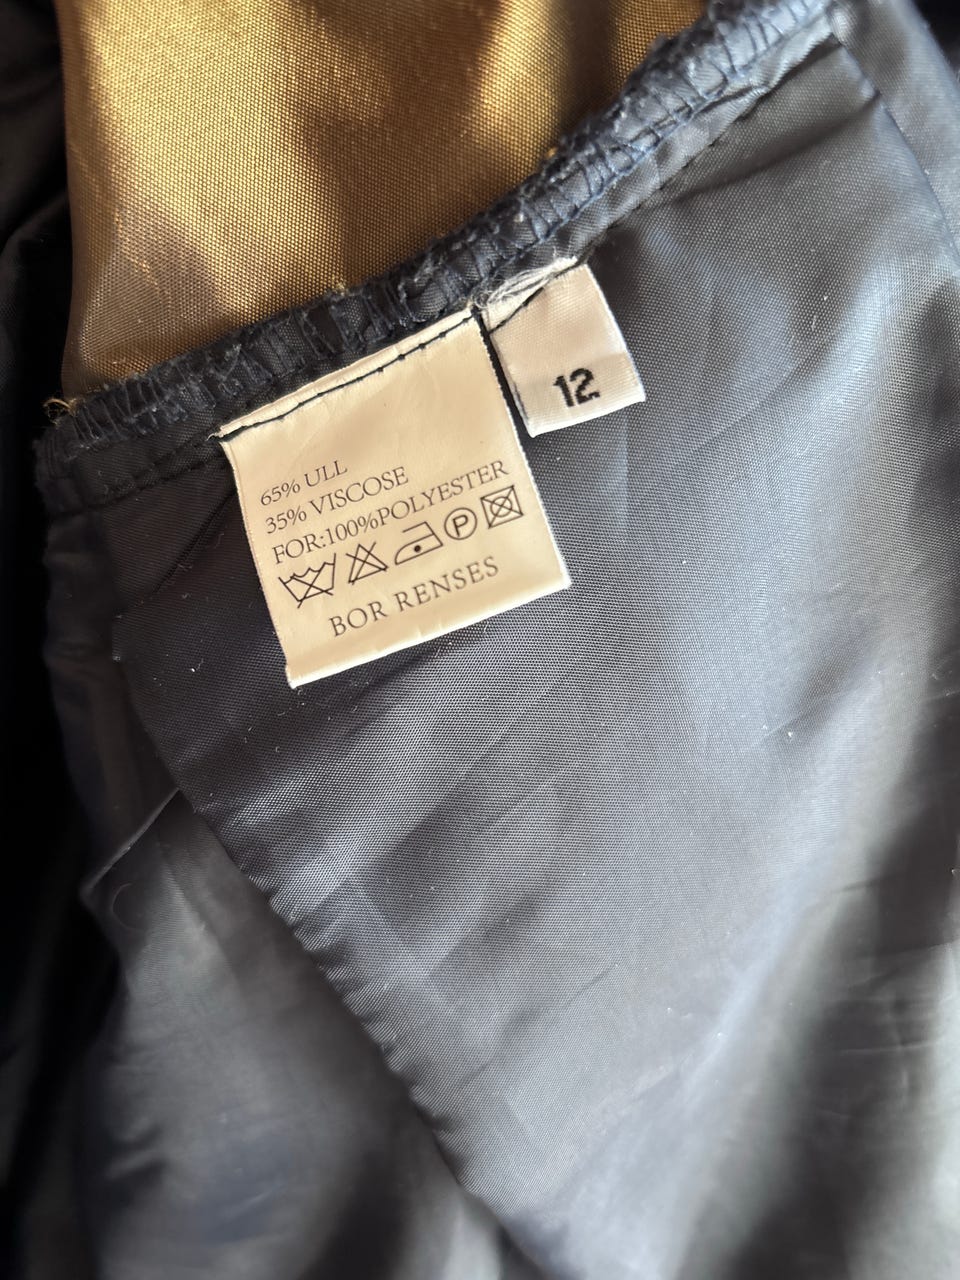 65% ULL
35% VISCOSE
FOR:100%POLYESTER
P
BOR RENSES
12